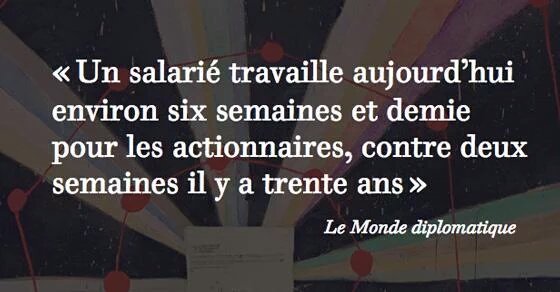 « Un salarié travaille aujourd’hui
environ six semaines et demie
pour les actionnaires, contre deux
semaines il y a trente ans »
Le Monde diplomatique